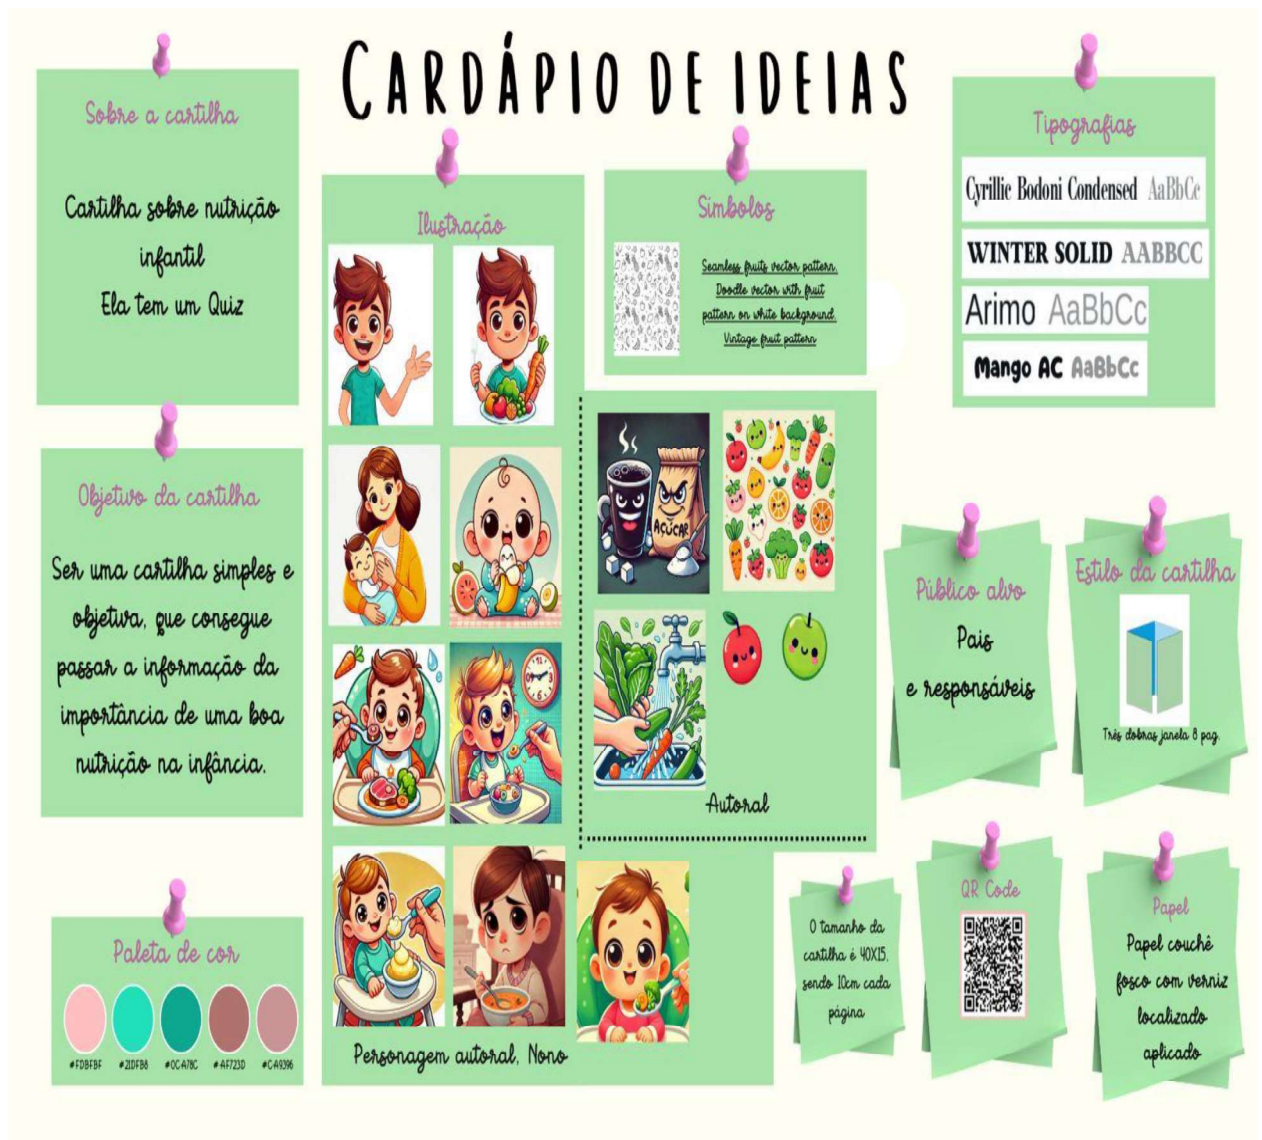 CARDÁPIO DE IDEIAS
Sobre a cartilha
Cartilha sobre nutrição
infantil
Ela tem um Quiz
Objetivo da cartilha
Ser uma cartilha simples e
objetiva, que consegue
passar a informação da
importância de uma boa
nutrição na infância.
Paleta de cor
#FDBFBF
#21DFB8
#0CA78C
#AF723D
#CA9396
Ilustração
Personagem autoral, Nono
Símbolos
Seamless fruits vector pattern.
Doodle vector with fruit
pattern on white background.
Vintage fruit pattern
AÇÚCAR
Autoral
Tipografias
Cyrillic Bodoni Condensed AaBbCc
WINTER SOLID AABBCC
Arimo AaBbCc
Mango AC AaBbCc
Público alvo
Pais
e responsáveis
Estilo da cartilha
Três dobras janela 8 pag.
O tamanho da
cartilha é 40X15,
sendo 10cm cada
página
QR Code
Papel
Papel couchê
fosco com verniz
localizado
aplicado